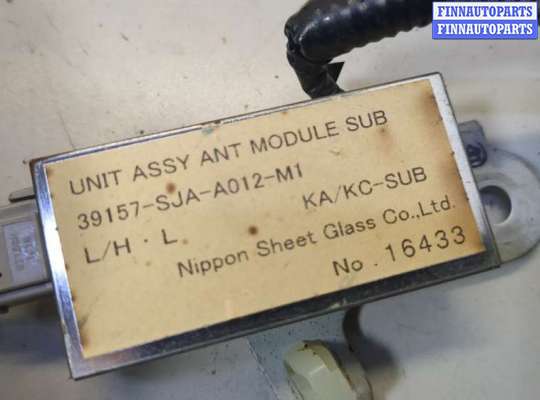 FINNAUTOPARTS
FINNAUTOPARTS
UNIT ASSY ANT MODULE SUB
39157-SJA-A012-M1
L/H · L
KA/KC-SUB
Nippon Sheet Glass Co.,Ltd.
No. 16433